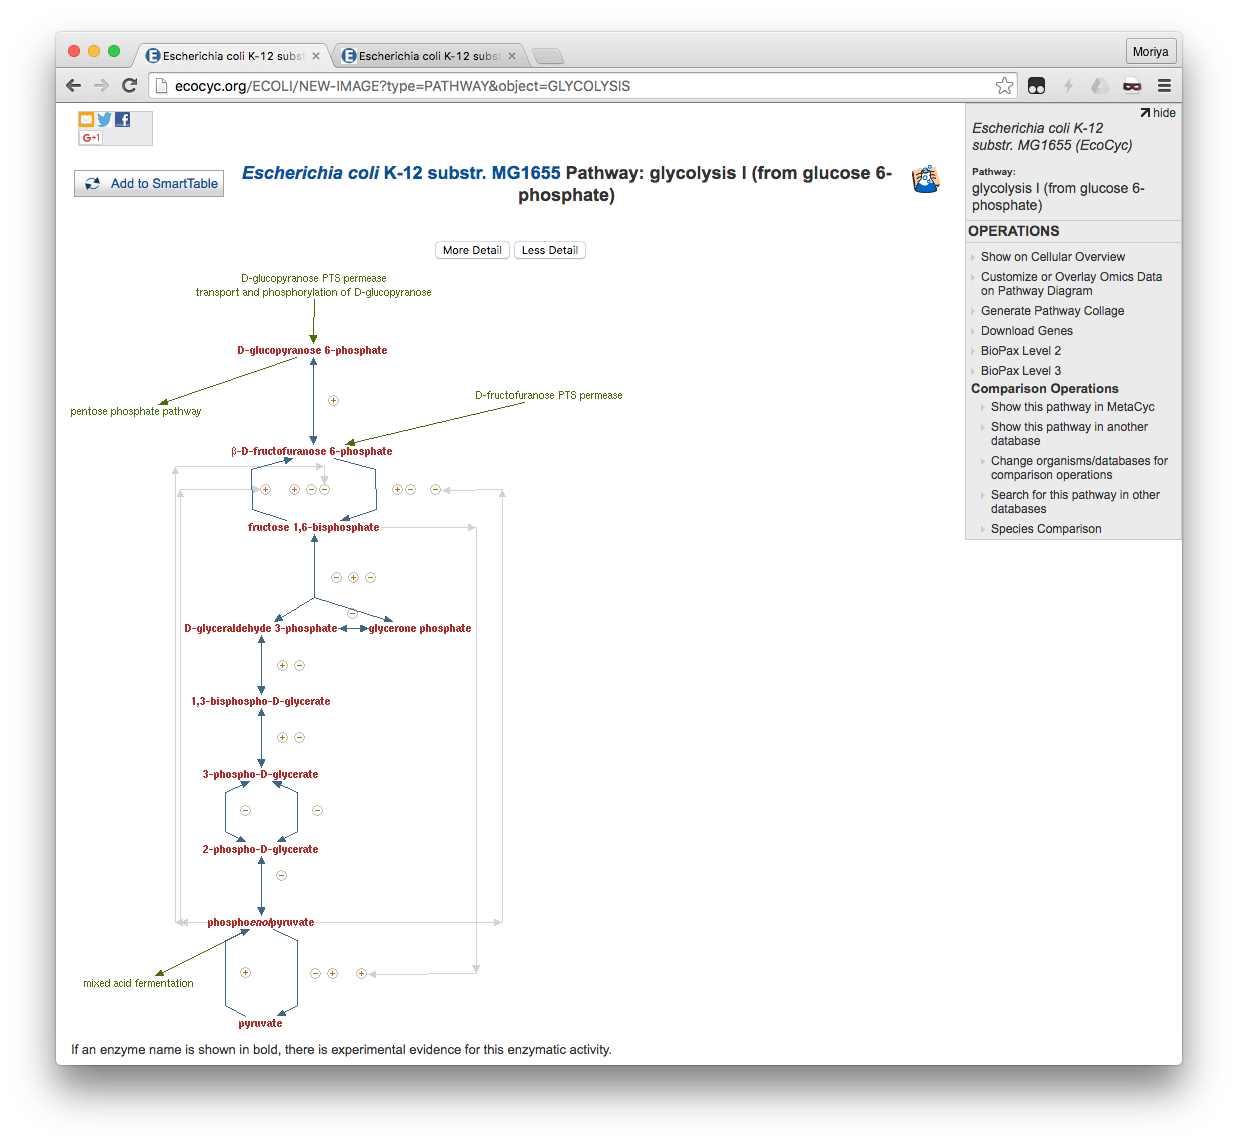 Escherichia coli K-12 subst
Escherichia coli K-12 subst
Moriya
ecocyc.org/ECOLI/NEW-IMAGE?type=PATHWAY&object=GLYCOLYSIS
G+1
Add to SmartTable
Escherichia coli K-12 substr. MG1655 Pathway: glycolysis I (from glucose 6-
phosphate)
More Detail
Less Detail
D-glucopyranose PTS permease
transport and phosphorylation of D-glucopyranose
D-glucopyranose 6-phosphate
pentose phosphate pathway
D-fructofuranose PTS permease
β-D-fructofuranose 6-phosphate
fructose 1,6-bisphosphate
D-glyceraldehyde 3-phosphate
glycerone phosphate
1,3-bisphospho-D-glycerate
3-phospho-D-glycerate
2-phospho-D-glycerate
phosphoenolpyruvate
mixed acid fermentation
pyruvate
If an enzyme name is shown in bold, there is experimental evidence for this enzymatic activity.
hide
Escherichia coli K-12
substr. MG1655 (EcoCyc)
Pathway:
glycolysis I (from glucose 6-
phosphate)
OPERATIONS
Show on Cellular Overview
Customize or Overlay Omics Data
on Pathway Diagram
Generate Pathway Collage
Download Genes
BioPax Level 2
BioPax Level 3
Comparison Operations
Show this pathway in MetaCyc
Show this pathway in another
database
Change organisms/databases for
comparison operations
Search for this pathway in other
databases
Species Comparison